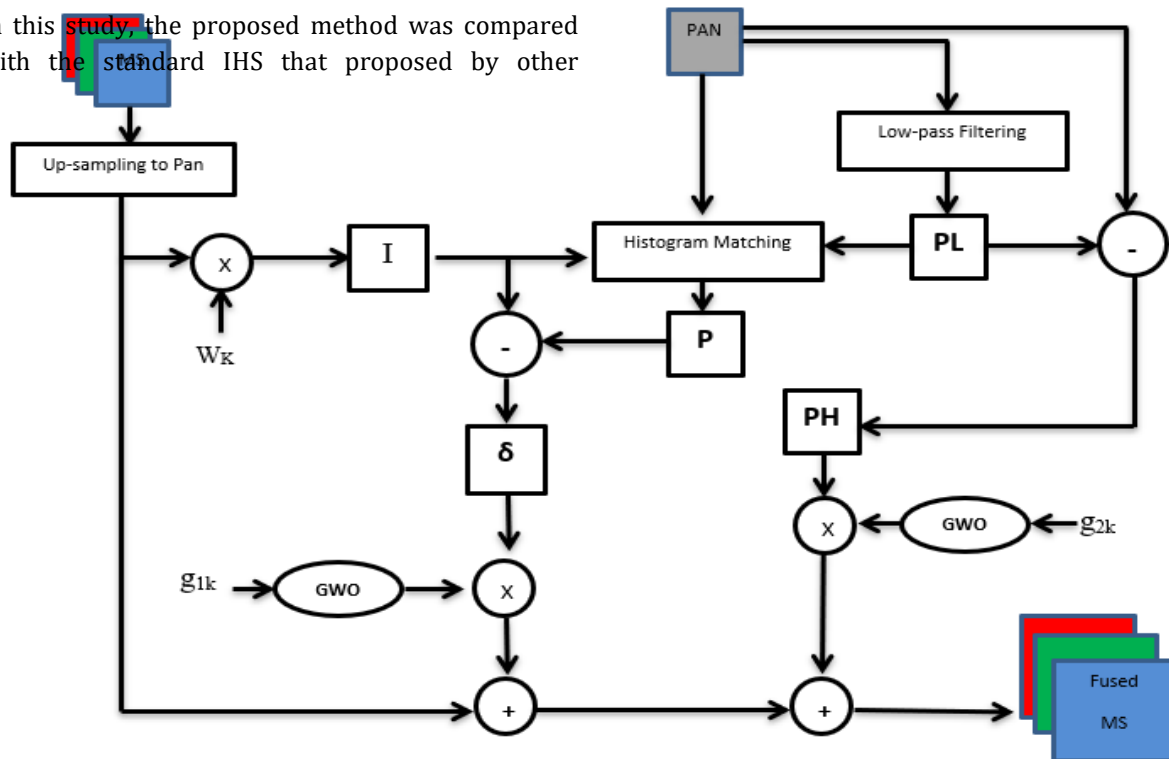 n this study, the proposed method was compared
ith the standard IHS that proposed by other
MS
PAN
Up-sampling to Pan
Low-pass Filtering
X
I
Histogram Matching
PL
-
WK
-
P
δ
PH
X
GWO
g2k
g1k
GWO
X
+
+
Fused
MS